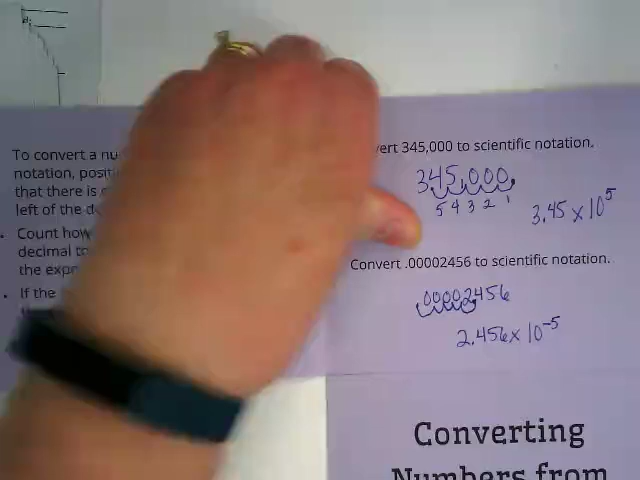 To convert a nu
notation, positi
that there is
left of the d
Count how
decimal to
the expo
If the
vert 345,000 to scientific notation.
345,000.
5 4 3 2 1
3.45 x 10⁵
Convert .00002456 to scientific notation.
.00002456
2.456 x 10⁻⁵
Converting
Numbers from